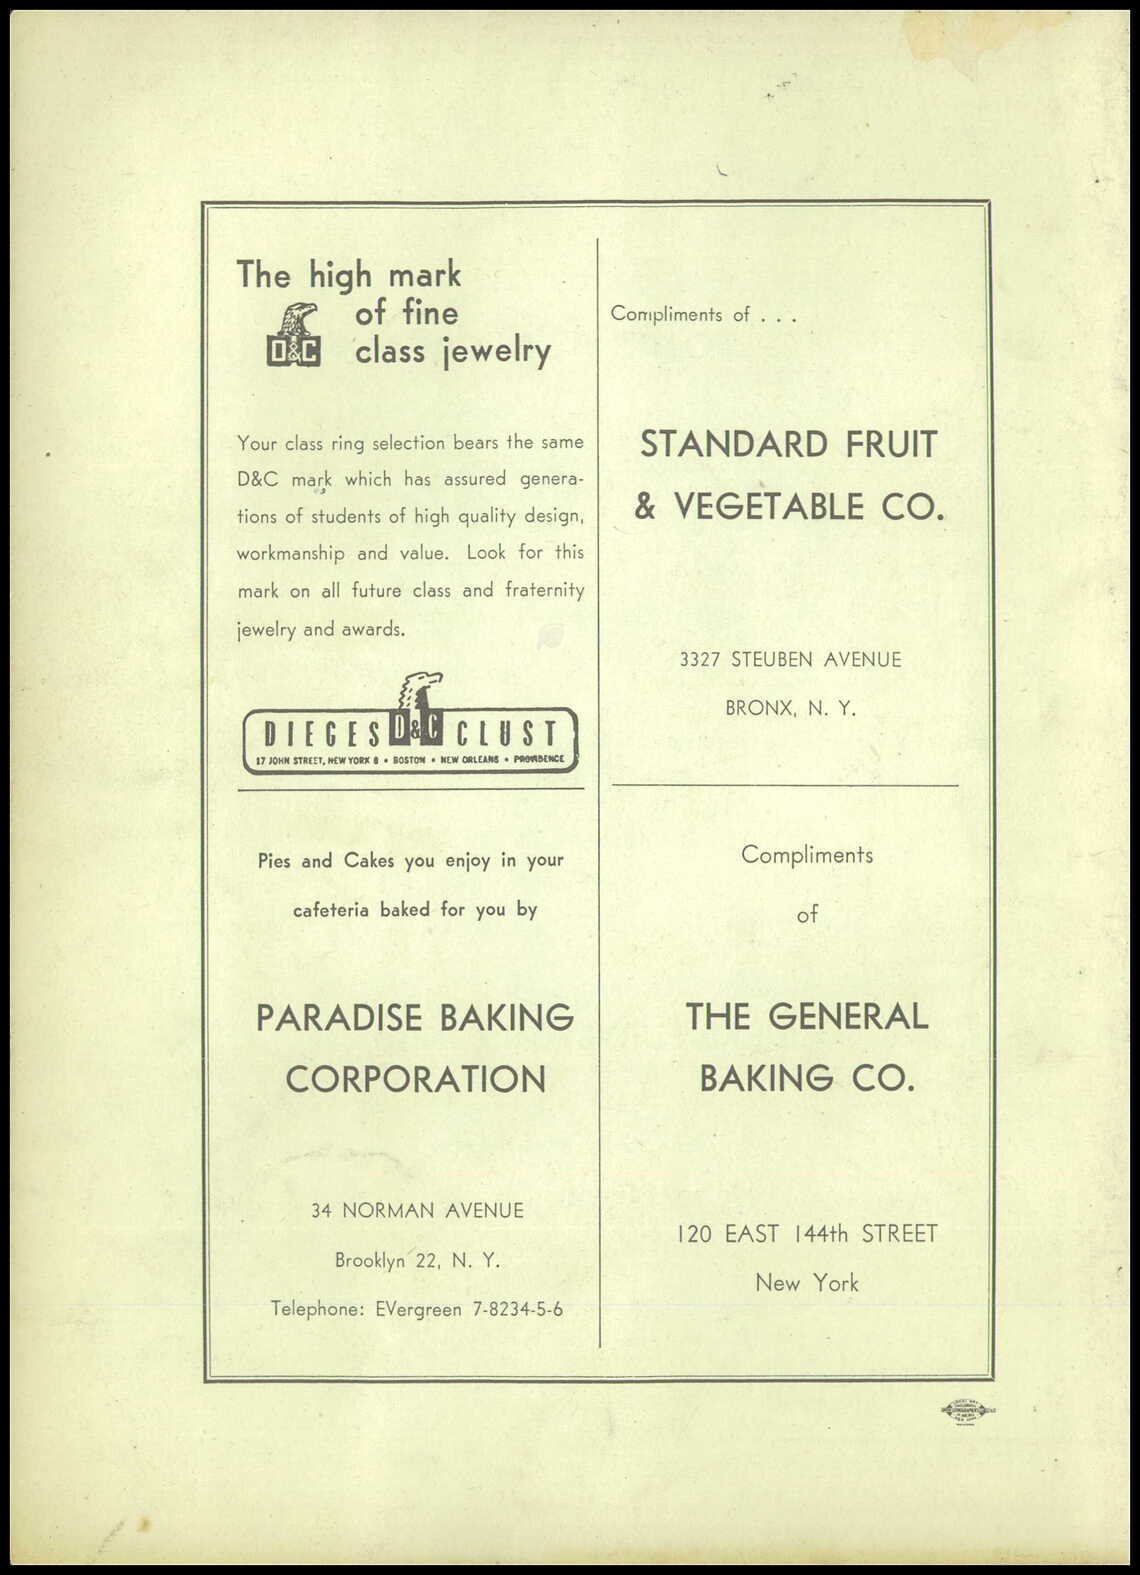 The high mark
of fine
D&C
class jewelry
Your class ring selection bears the same
D&C mark which has assured genera-
tions of students of high quality design,
workmanship and value. Look for this
mark on all future class and fraternity
jewelry and awards.
DIEGES D&C CLUST
17 JOHN STREET, NEW YORK 8 • BOSTON • NEW ORLEANS • PROVIDENCE
Pies and Cakes you enjoy in your
cafeteria baked for you by
PARADISE BAKING
CORPORATION
34 NORMAN AVENUE
Brooklyn 22, N. Y.
Telephone: EVergreen 7-8234-5-6
Compliments of . . .
STANDARD FRUIT
& VEGETABLE CO.
3327 STEUBEN AVENUE
BRONX, N. Y.
Compliments
of
THE GENERAL
BAKING CO.
120 EAST 144th STREET
New York